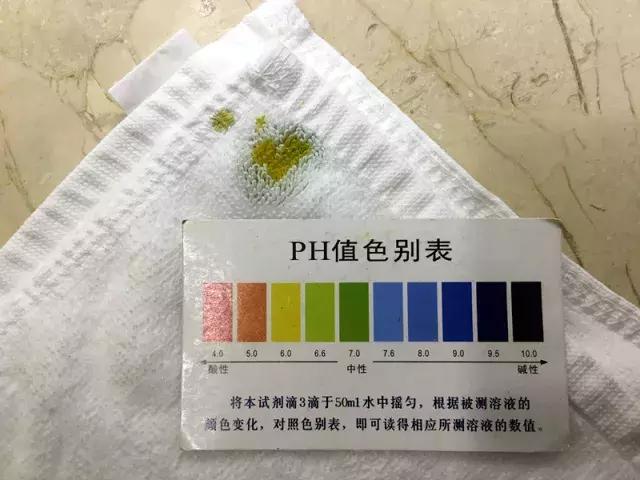 PH值色别表
4.0 5.0 6.0 6.6 7.0 7.6 8.0 9.0 9.5 10.0
酸性 中性 碱性
将本试剂滴3滴于50ml水中摇匀，根据被测溶液的
颜色变化，对照色别表，即可读得相应所测溶液的数值。